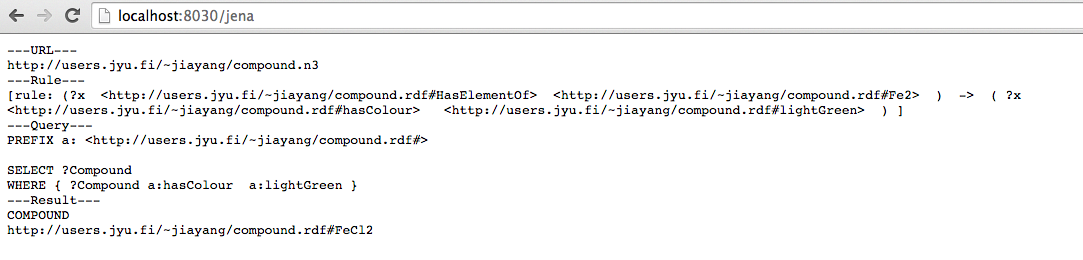 localhost:8030/jena
---URL---
http://users.jyu.fi/~jiayang/compound.n3
---Rule---
[rule: (?x  <http://users.jyu.fi/~jiayang/compound.rdf#HasElementOf>  <http://users.jyu.fi/~jiayang/compound.rdf#Fe2>  )  ->  ( ?x
<http://users.jyu.fi/~jiayang/compound.rdf#hasColour>   <http://users.jyu.fi/~jiayang/compound.rdf#lightGreen>  ) ]
---Query---
PREFIX a: <http://users.jyu.fi/~jiayang/compound.rdf#>
SELECT ?Compound
WHERE { ?Compound a:hasColour  a:lightGreen }
---Result---
COMPOUND
http://users.jyu.fi/~jiayang/compound.rdf#FeCl2